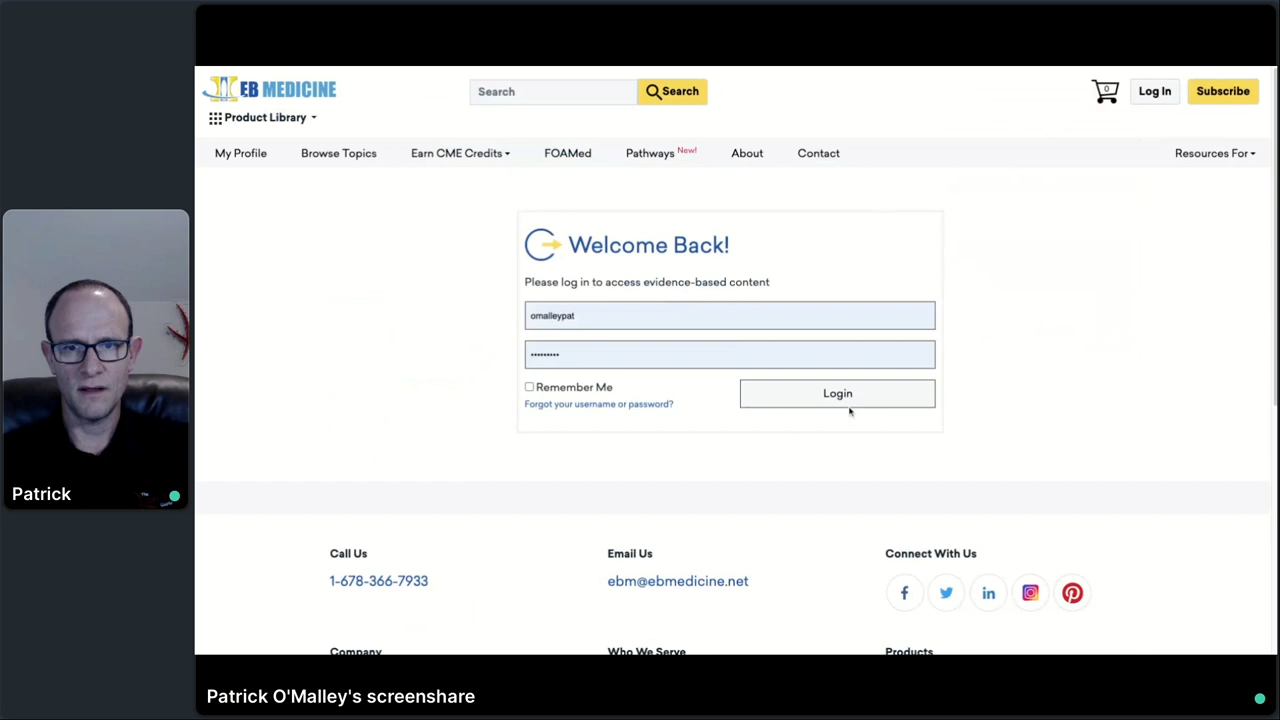 EB MEDICINE
Search
Search
0
Log In
Subscribe
Product Library
My Profile
Browse Topics
Earn CME Credits
FOAMed
Pathways New!
About
Contact
Resources For
Welcome Back!
Please log in to access evidence-based content
omalleypat
•••••••••
Remember Me
Login
Forgot your username or password?
Patrick
Call Us
Email Us
Connect With Us
1-678-366-7933
ebm@ebmedicine.net
Company
Who We Serve
Products
Patrick O'Malley's screenshare